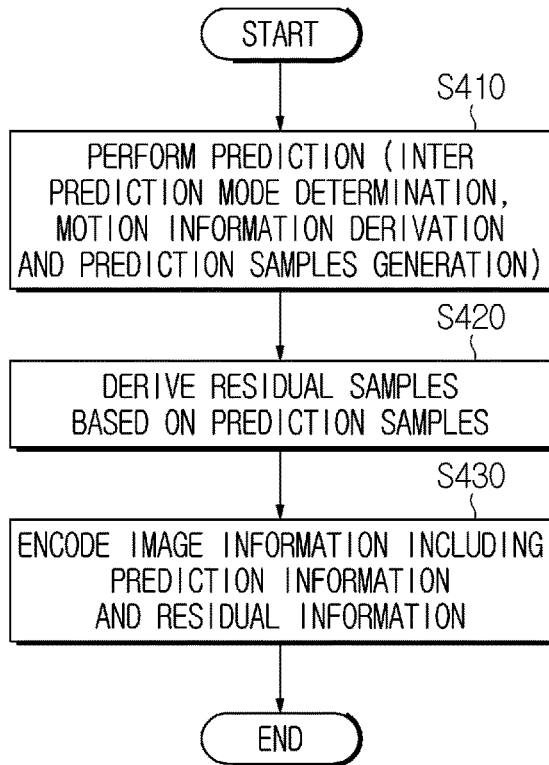 START
S410
PERFORM PREDICTION (INTER
PREDICTION MODE DETERMINATION,
MOTION INFORMATION DERIVATION
AND PREDICTION SAMPLES GENERATION)
S420
DERIVE RESIDUAL SAMPLES
BASED ON PREDICTION SAMPLES
S430
ENCODE IMAGE INFORMATION INCLUDING
PREDICTION INFORMATION
AND RESIDUAL INFORMATION
END